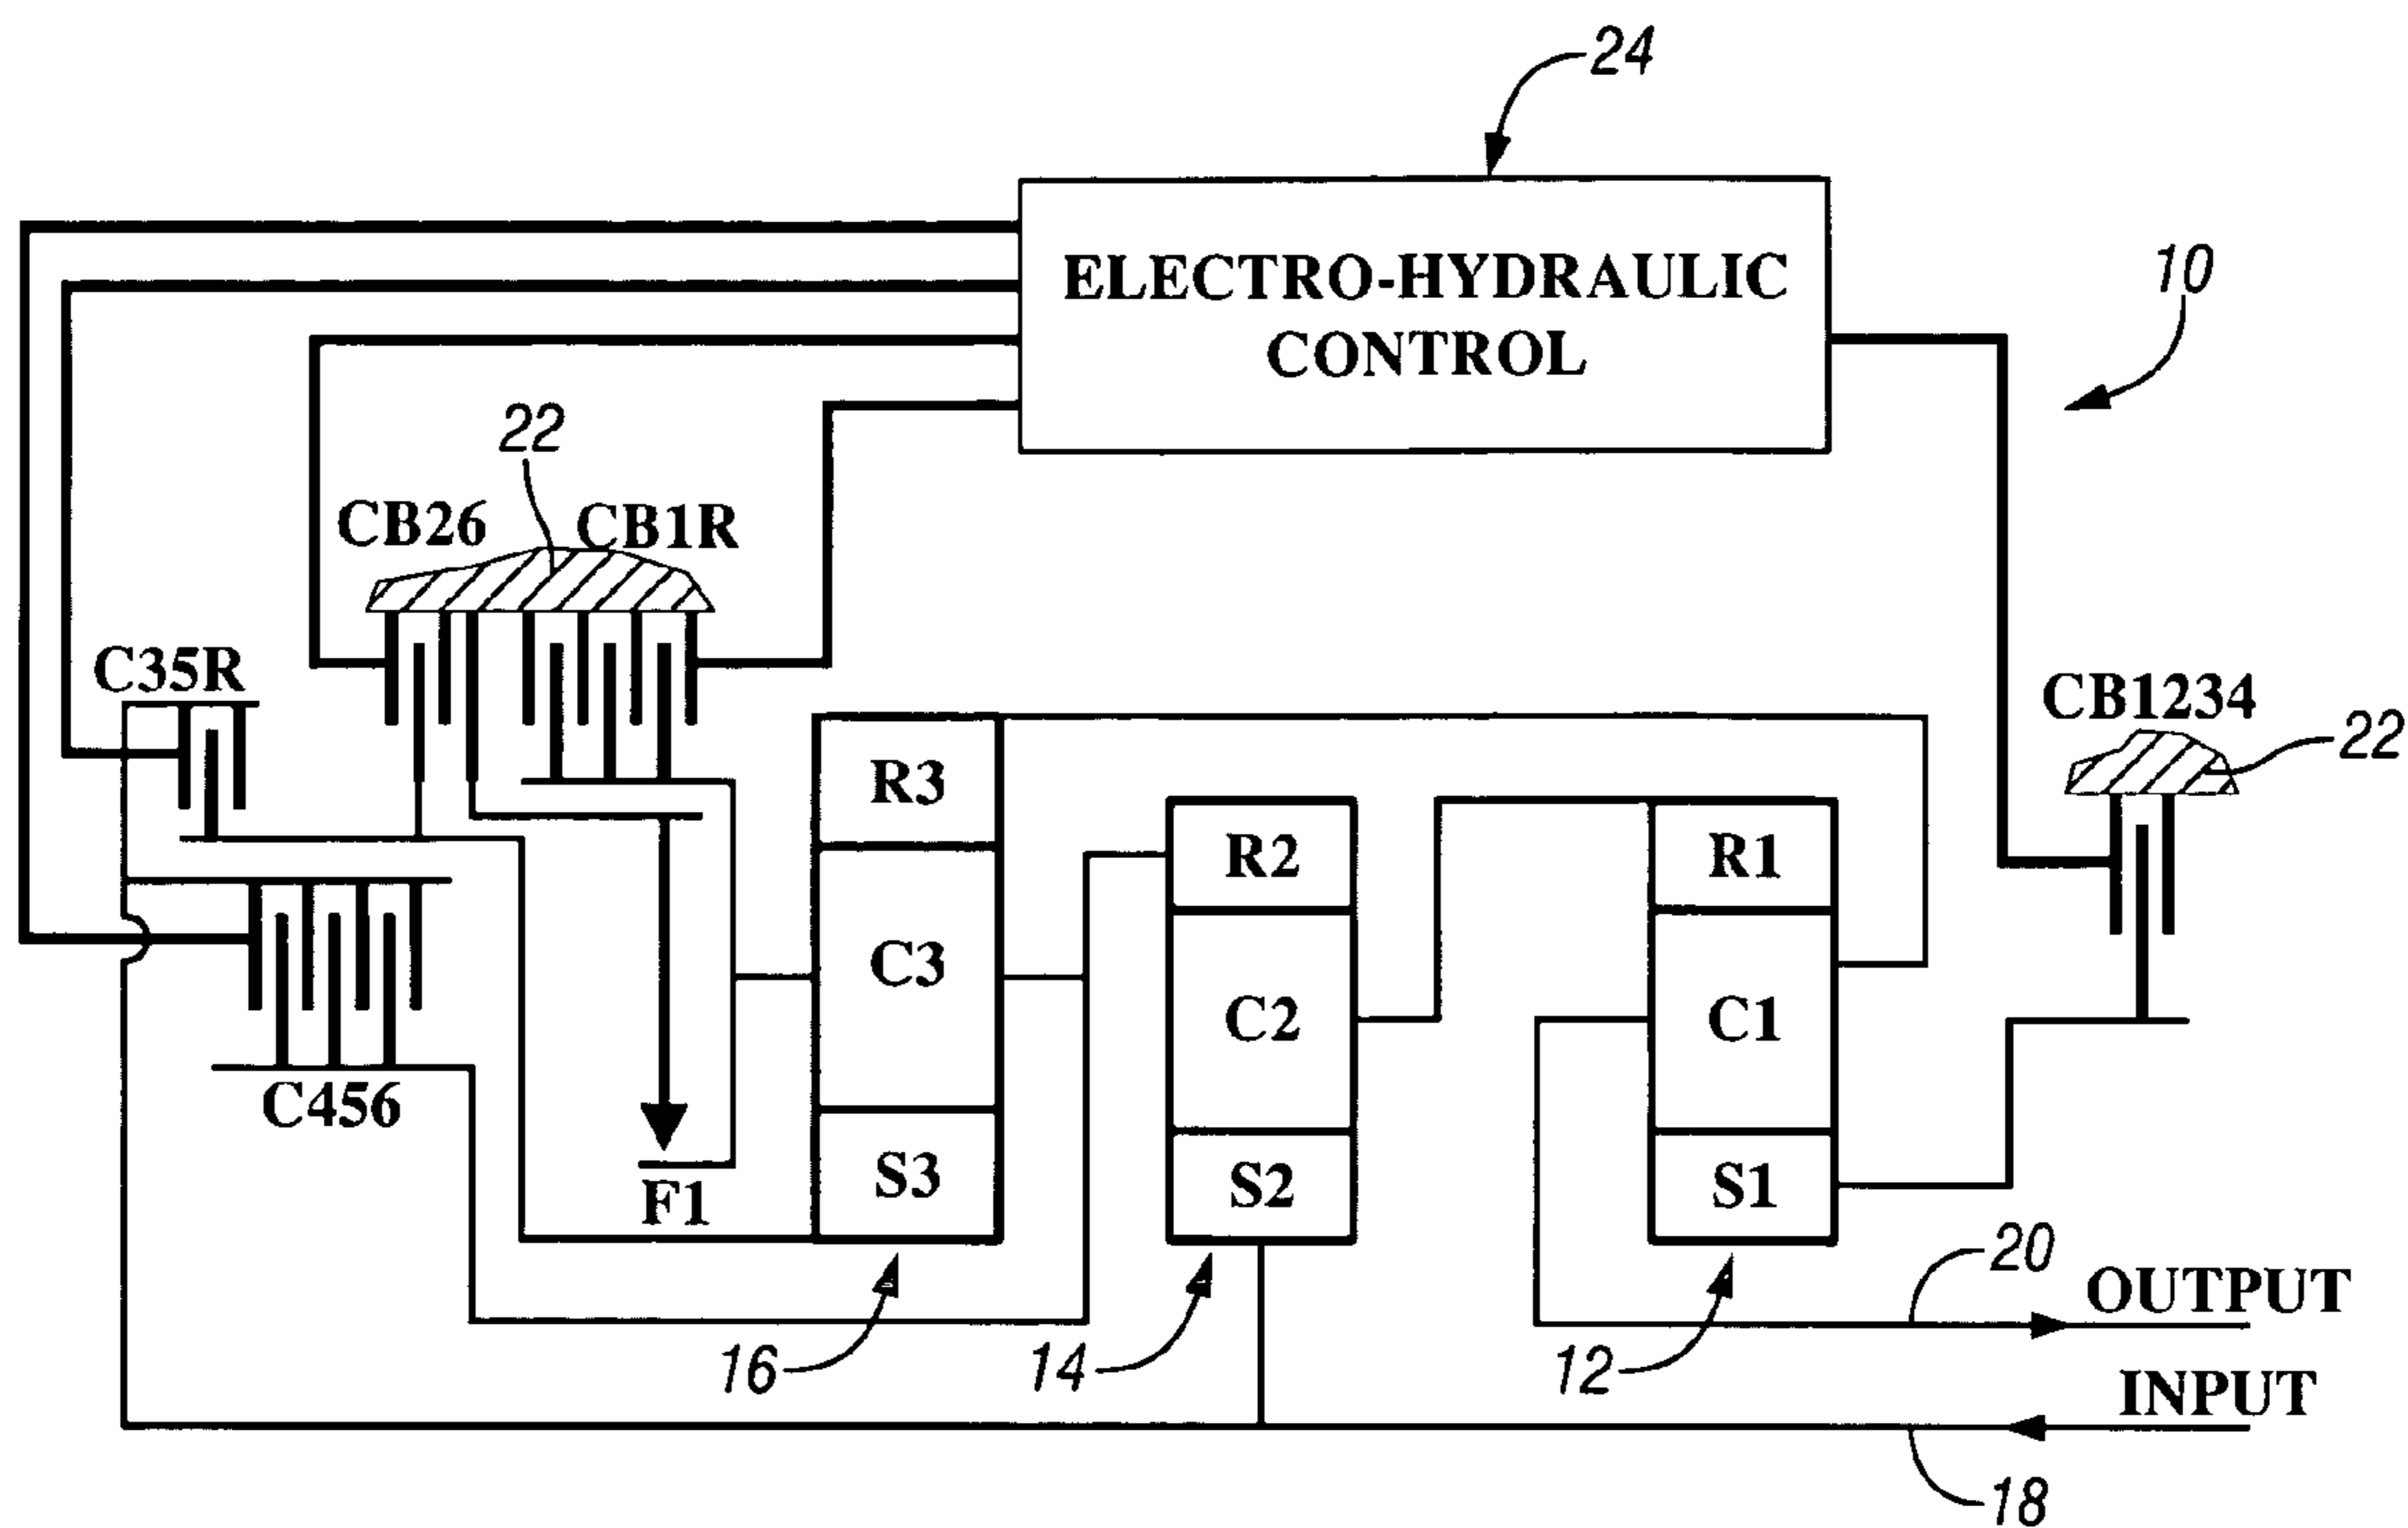 24
ELECTRO-HYDRAULIC
CONTROL
10
22
CB26
CB1R
C35R
CB1234
22
R3
R2
R1
C3
C2
C1
C456
S3
S2
S1
F1
20
OUTPUT
16
14
12
INPUT
18